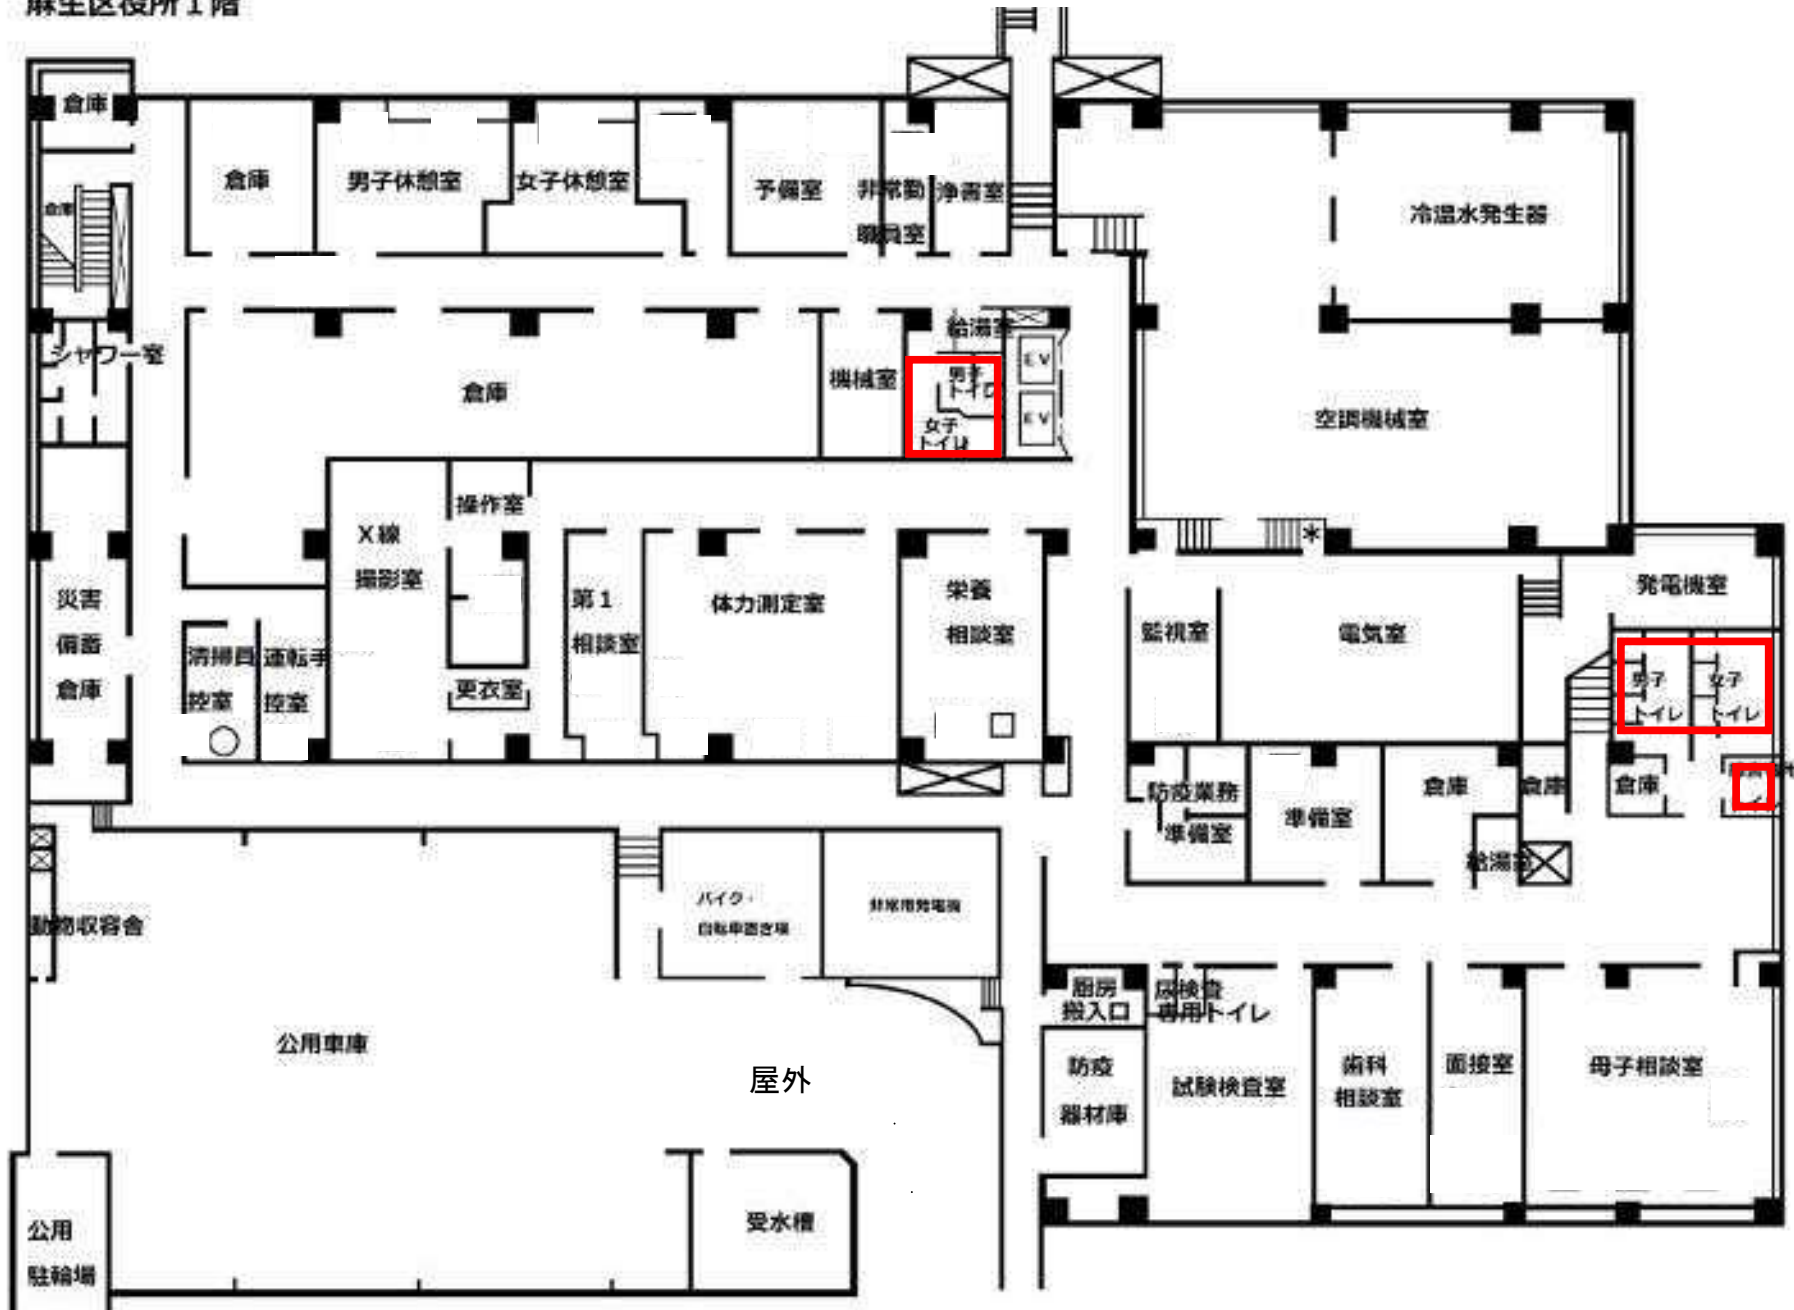 麻生区役所1階
倉庫
倉庫
男子休憩室
女子休憩室
予備室
非常勤
職員室
浄書室
冷温水発生器
倉庫
シャワー室
給湯室
倉庫
機械室
男子
トイレ
女子
トイレ
EV
EV
空調機械室
操作室
X線
撮影室
*
災害
備蓄
倉庫
第1
相談室
体力測定室
栄養
相談室
監視室
電気室
発電機室
清掃員
控室
運転手
控室
更衣室
男子
トイレ
女子
トイレ
防疫業務
準備室
準備室
倉庫
倉庫
倉庫
給湯室
動物収容舎
バイク・
自転車置き場
非常用発電機
公用車庫
屋外
厨房
搬入口
尿検査
専用トイレ
防疫
器材庫
試験検査室
歯科
相談室
面接室
母子相談室
公用
駐輪場
受水槽